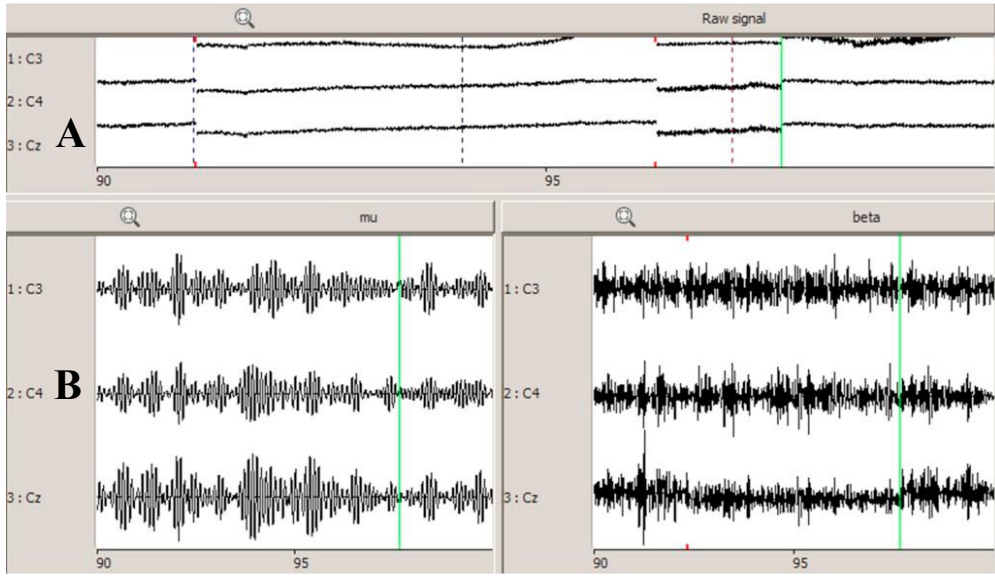 Raw signal
1 : C3
2 : C4
A
3 : Cz
90 95
mu beta
1 : C3 1 : C3
B
2 : C4 2 : C4
3 : Cz 3 : Cz
90 95 90 95